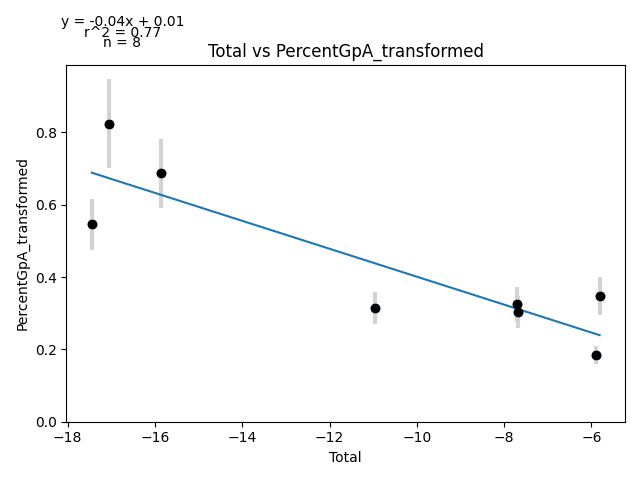 y = -0.04x + 0.01
r^2 = 0.77
n = 8
Total vs PercentGpA_transformed
PercentGpA_transformed
0.8
0.6
0.4
0.2
0.0
−18
−16
−14
−12
−10
−8
−6
Total